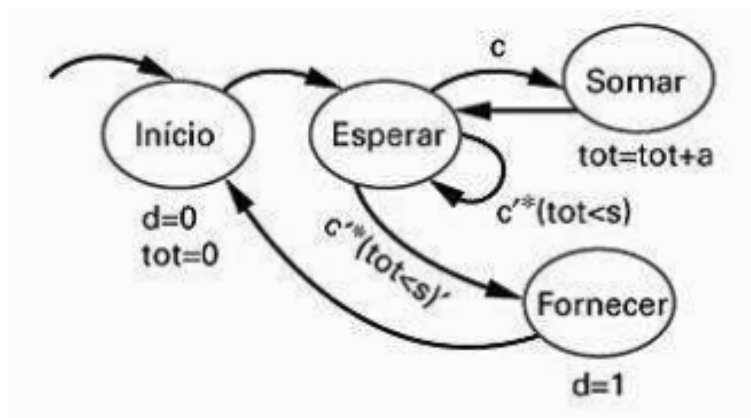 c
Somar
Início
Esperar
tot=tot+a
c'*(tot<s)
d=0
tot=0
c'*(tot<s)'
Fornecer
d=1